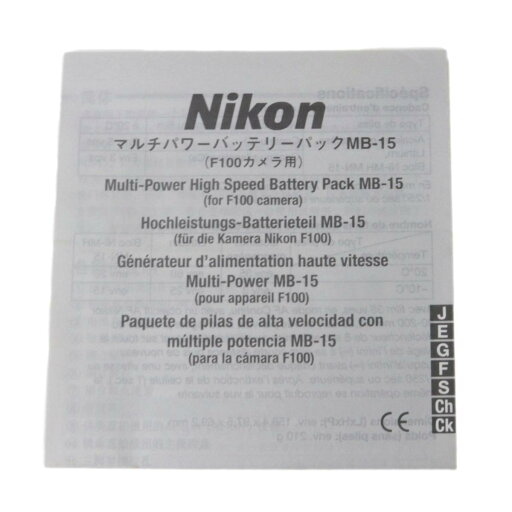 Nikon
マルチパワーバッテリーパックMB-15
(F100カメラ用)
Multi-Power High Speed Battery Pack MB-15
(for F100 camera)
Hochleistungs-Batterieteil MB-15
(für die Kamera Nikon F100)
Générateur d'alimentation haute vitesse
Multi-Power MB-15
(pour appareil F100)
Paquete de pilas de alta velocidad con
múltiple potencia MB-15
(para la cámara F100)
J
E
G
F
S
Ch
Ck
CE